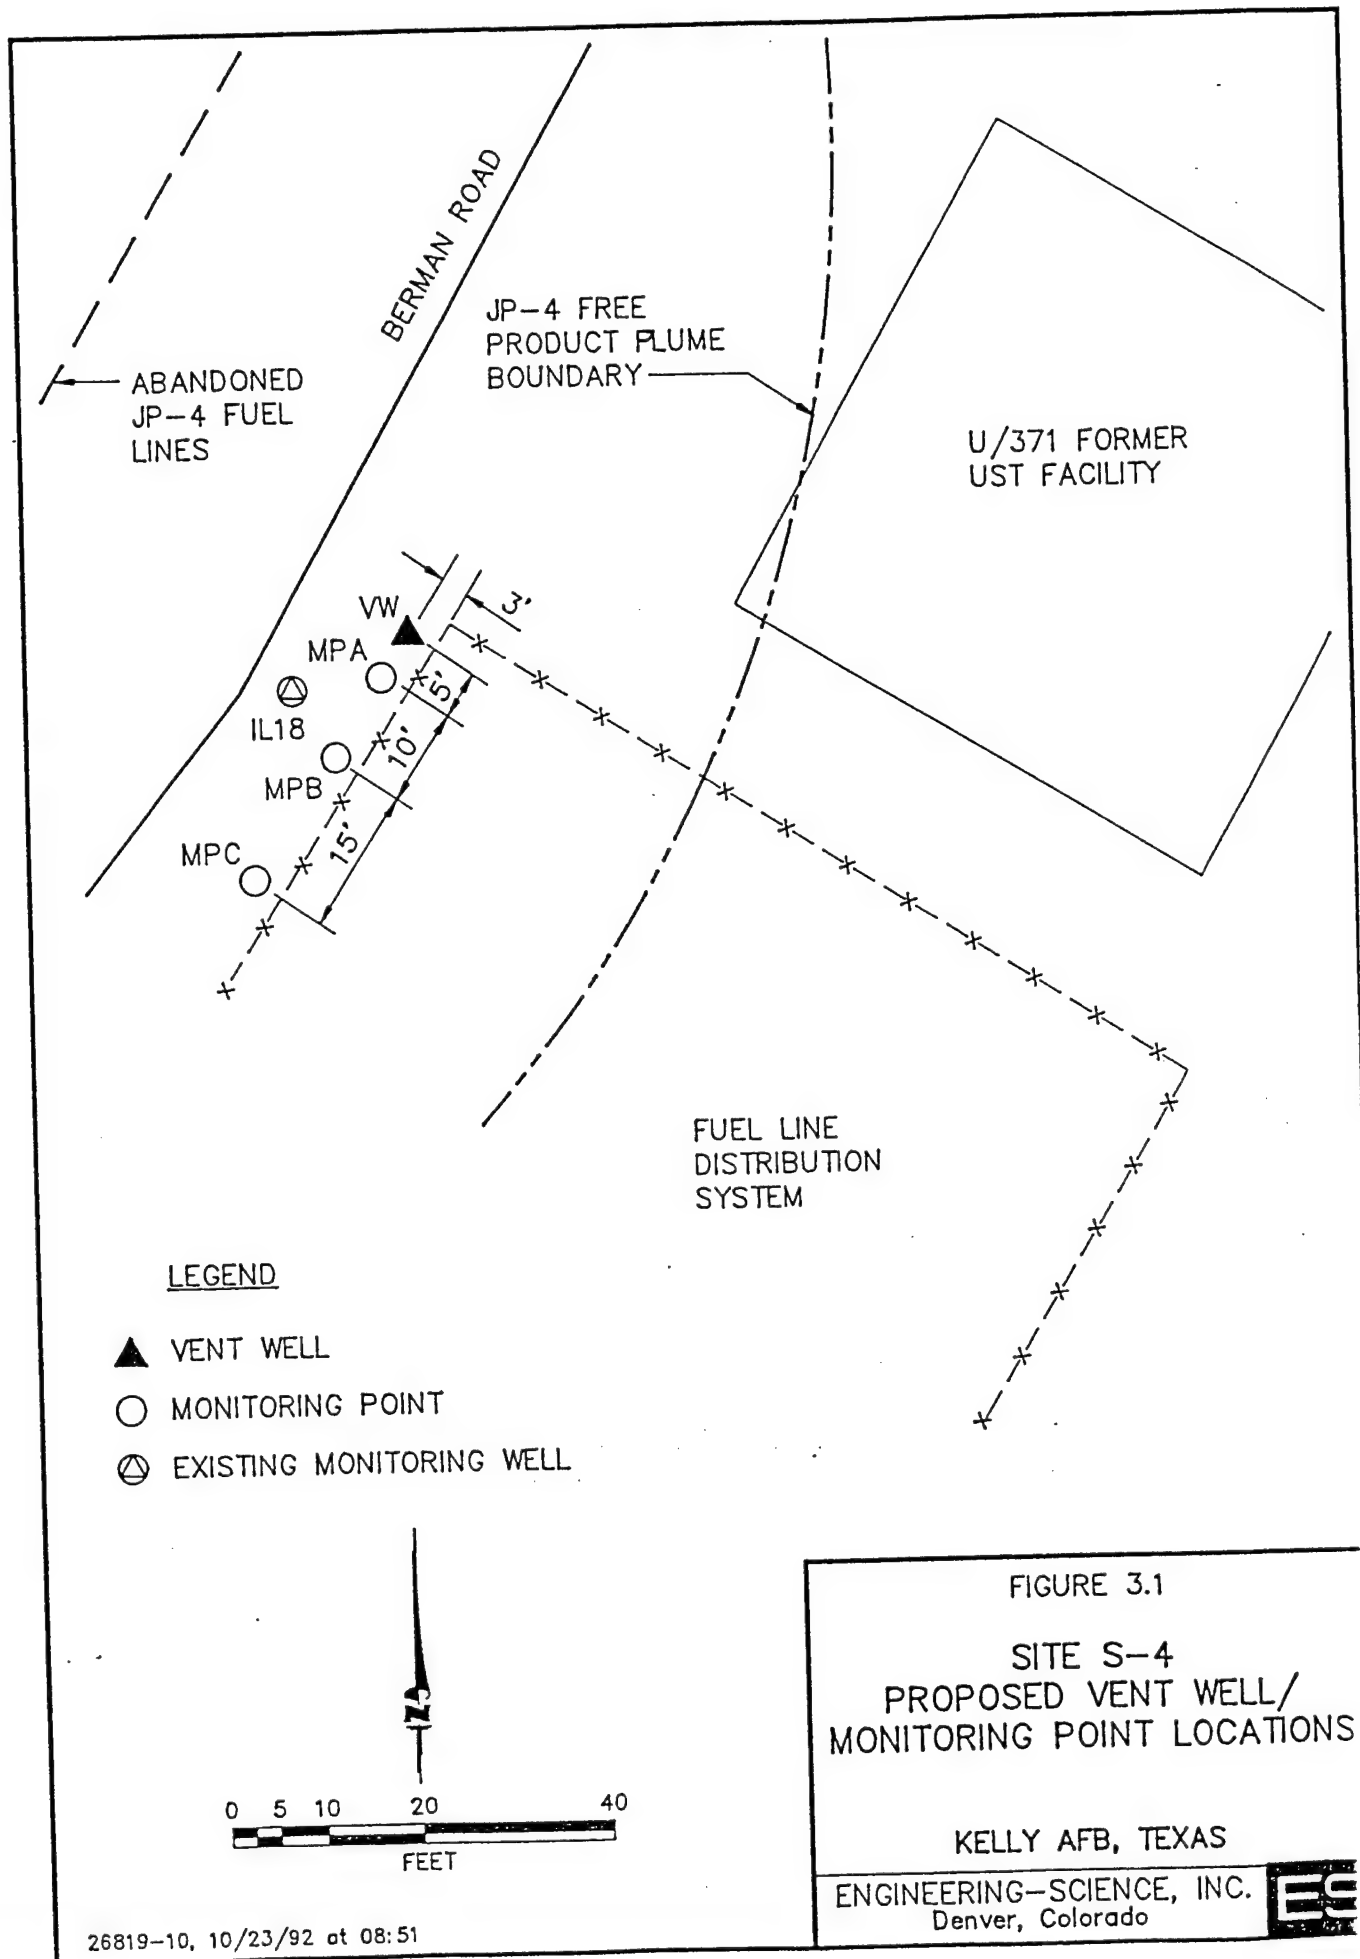 BERMAN ROAD
JP-4 FREE
PRODUCT PLUME
BOUNDARY
ABANDONED
JP-4 FUEL
LINES
U/371 FORMER
UST FACILITY
VW
3'
MPA
5'
IL18
10'
MPB
15'
MPC
FUEL LINE
DISTRIBUTION
SYSTEM
LEGEND
VENT WELL
MONITORING POINT
EXISTING MONITORING WELL
N
0 5 10 20 40
FEET
FIGURE 3.1
SITE S-4
PROPOSED VENT WELL/
MONITORING POINT LOCATIONS
KELLY AFB, TEXAS
ENGINEERING-SCIENCE, INC.
Denver, Colorado
ES
26819-10, 10/23/92 at 08:51